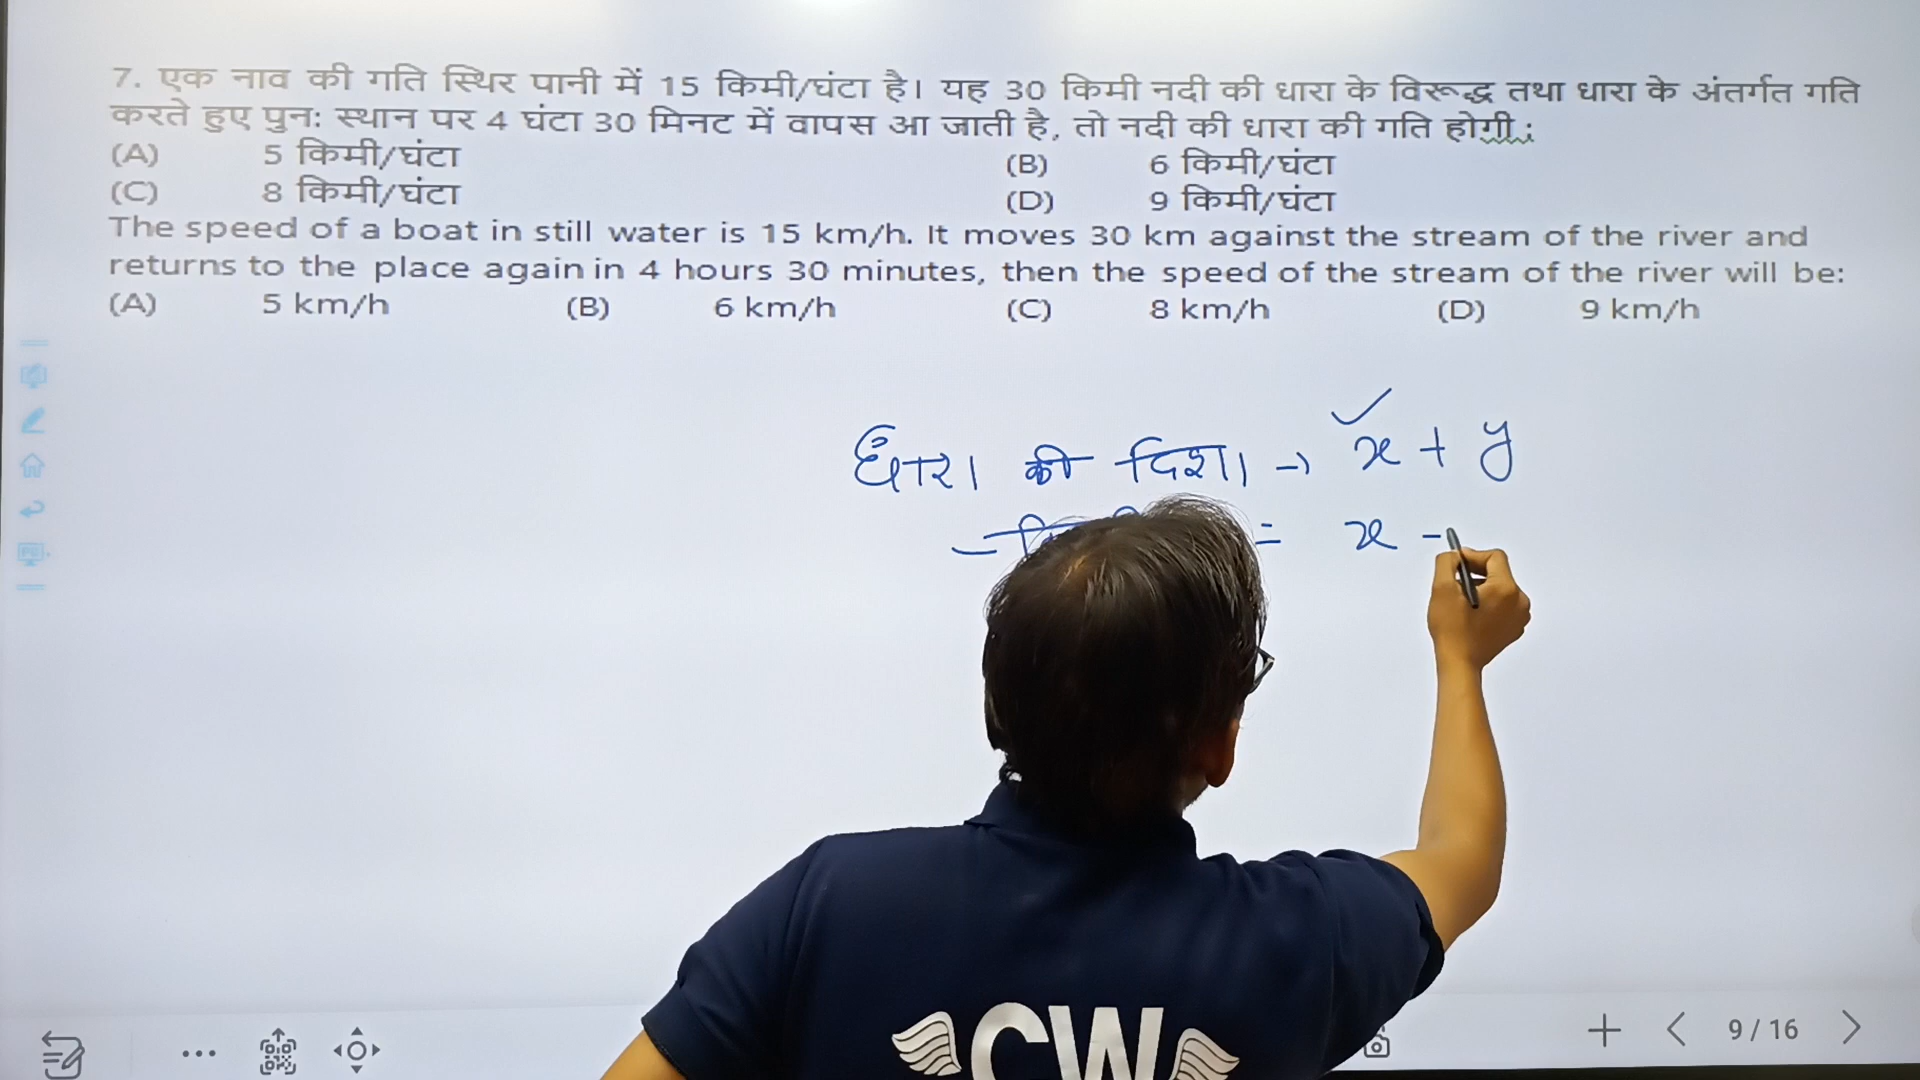 7. एक नाव की गति स्थिर पानी में 15 किमी/घंटा है। यह 30 किमी नदी की धारा के विरूद्ध तथा धारा के अंतर्गत गति
करते हुए पुनः स्थान पर 4 घंटा 30 मिनट में वापस आ जाती है, तो नदी की धारा की गति होगी :
(A) 5 किमी/घंटा (B) 6 किमी/घंटा
(C) 8 किमी/घंटा (D) 9 किमी/घंटा
The speed of a boat in still water is 15 km/h. It moves 30 km against the stream of the river and
returns to the place again in 4 hours 30 minutes, then the speed of the stream of the river will be:
(A) 5 km/h (B) 6 km/h (C) 8 km/h (D) 9 km/h
धारा की दिशा → x + y
= x -
CW
9 / 16